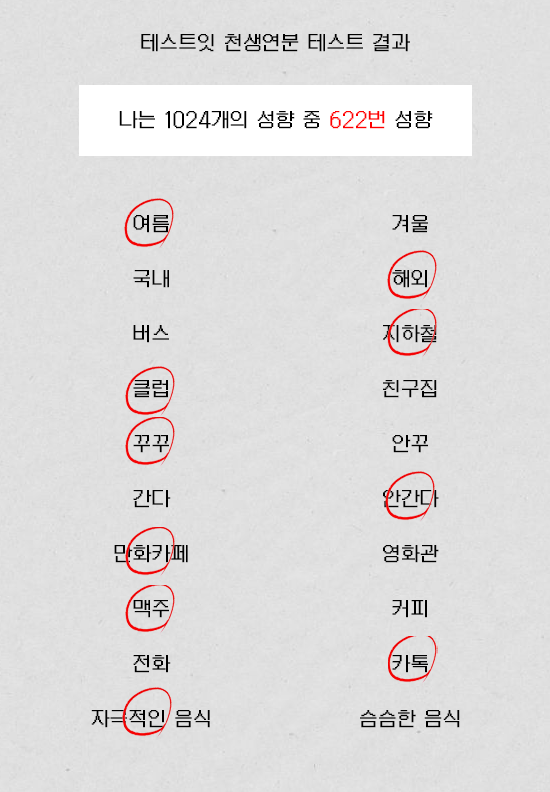 테스트잇 천생연분 테스트 결과
나는 1024개의 성향 중 622번 성향
여름 겨울
국내 해외
버스 지하철
클럽 친구집
꾸꾸 안꾸
간다 안간다
만화카페 영화관
맥주 커피
전화 카톡
자극적인 음식 슴슴한 음식